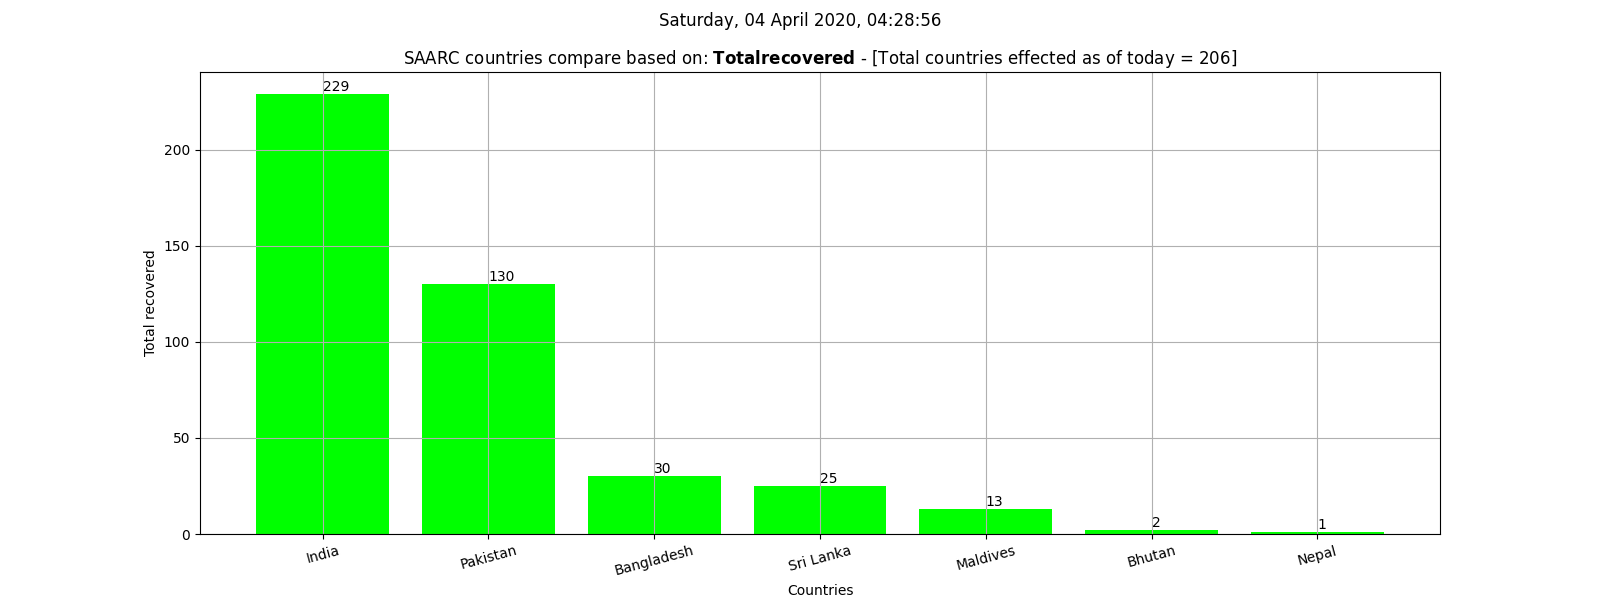 Saturday, 04 April 2020, 04:28:56
SAARC countries compare based on: Totalrecovered - [Total countries effected as of today = 206]
229
200
150
130
100
50
30
25
13
2
1
0
Total recovered
India
Pakistan
Bangladesh
Sri Lanka
Maldives
Bhutan
Nepal
Countries